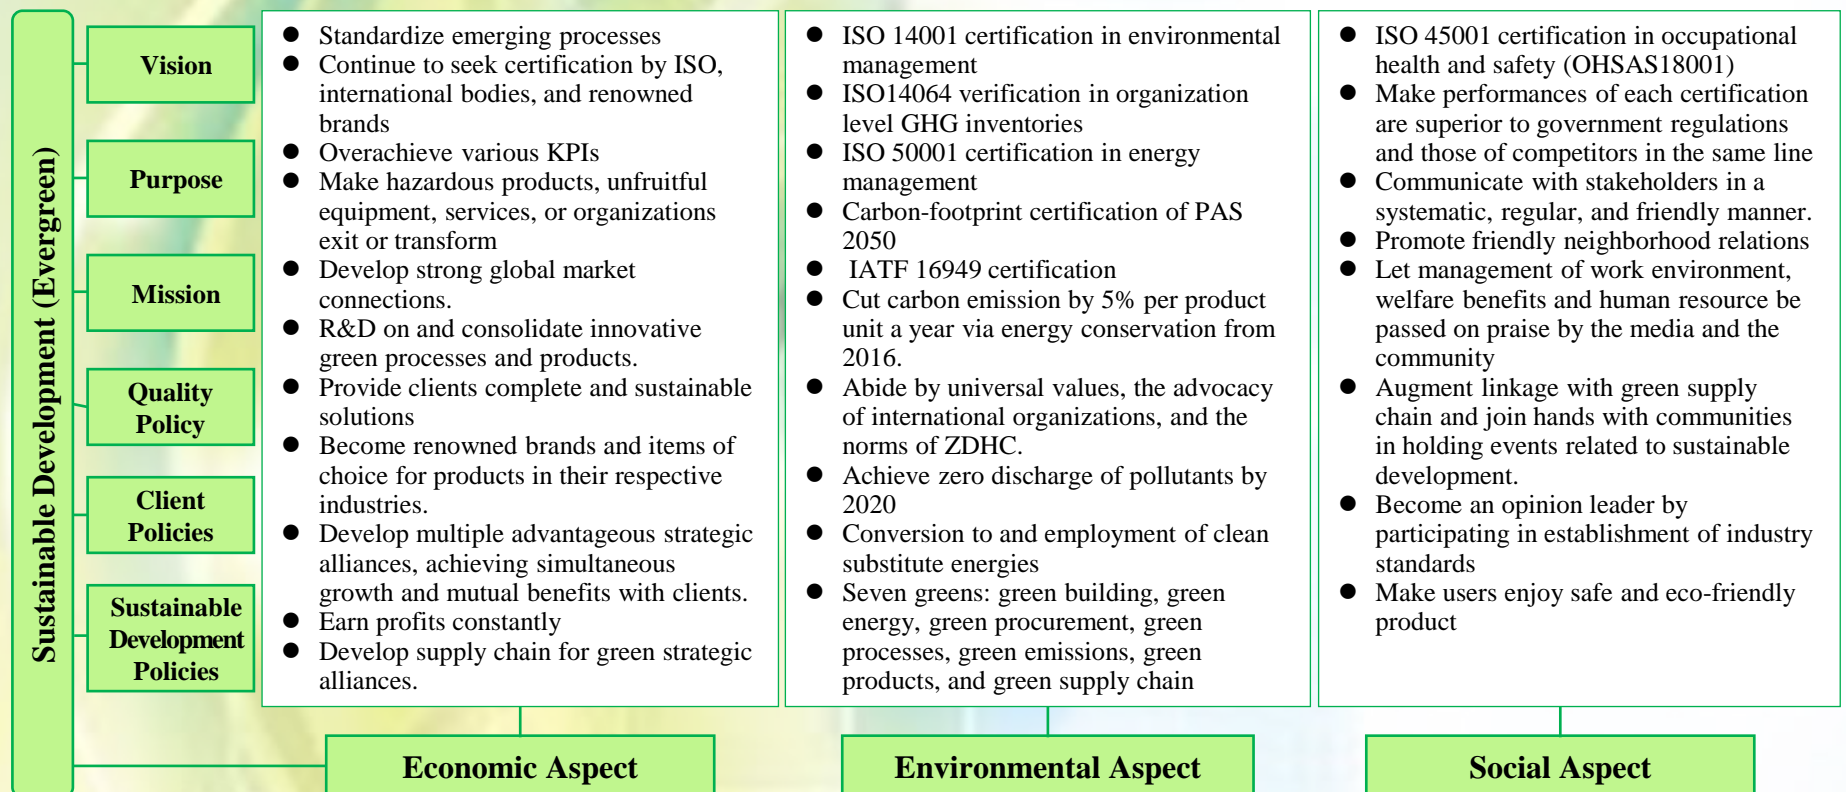 Sustainable Development (Evergreen)
Vision
Purpose
Mission
Quality
Policy
Client
Policies
Sustainable
Development
Policies
● Standardize emerging processes
● Continue to seek certification by ISO,
international bodies, and renowned
brands
● Overachieve various KPIs
● Make hazardous products, unfruitful
equipment, services, or organizations
exit or transform
● Develop strong global market
connections.
● R&D on and consolidate innovative
green processes and products.
● Provide clients complete and sustainable
solutions
● Become renowned brands and items of
choice for products in their respective
industries.
● Develop multiple advantageous strategic
alliances, achieving simultaneous
growth and mutual benefits with clients.
● Earn profits constantly
● Develop supply chain for green strategic
alliances.
Economic Aspect
● ISO 14001 certification in environmental
management
● ISO14064 verification in organization
level GHG inventories
● ISO 50001 certification in energy
management
● Carbon-footprint certification of PAS
2050
● IATF 16949 certification
● Cut carbon emission by 5% per product
unit a year via energy conservation from
2016.
● Abide by universal values, the advocacy
of international organizations, and the
norms of ZDHC.
● Achieve zero discharge of pollutants by
2020
● Conversion to and employment of clean
substitute energies
● Seven greens: green building, green
energy, green procurement, green
processes, green emissions, green
products, and green supply chain
Environmental Aspect
● ISO 45001 certification in occupational
health and safety (OHSAS18001)
● Make performances of each certification
are superior to government regulations
and those of competitors in the same line
● Communicate with stakeholders in a
systematic, regular, and friendly manner.
● Promote friendly neighborhood relations
● Let management of work environment,
welfare benefits and human resource be
passed on praise by the media and the
community
● Augment linkage with green supply
chain and join hands with communities
in holding events related to sustainable
development.
● Become an opinion leader by
participating in establishment of industry
standards
● Make users enjoy safe and eco-friendly
product
Social Aspect